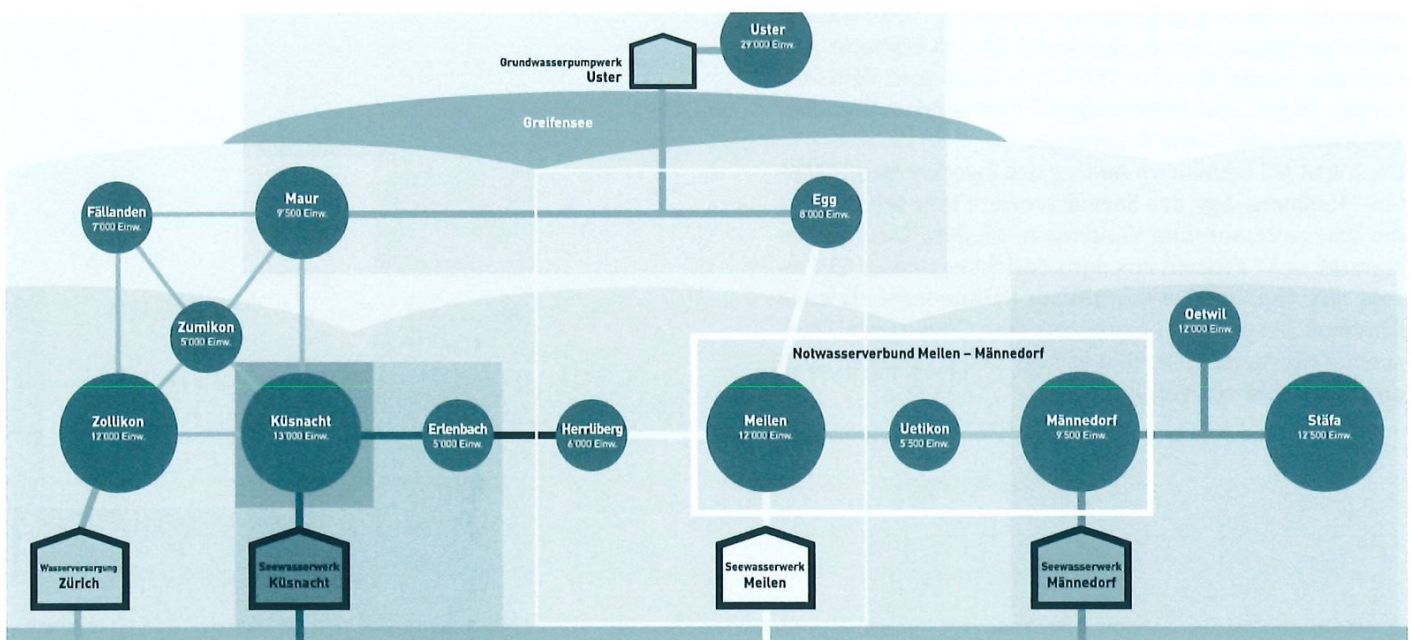 Uster
29'000 Einw.
Grundwasserpumpwerk
Uster
Greifensee
Fällanden
7'000 Einw.
Maur
9'500 Einw.
Egg
8'000 Einw.
Zumikon
5'000 Einw.
Oetwil
12'000 Einw.
Notwasserverbund Meilen – Männedorf
Zollikon
12'000 Einw.
Küsnacht
13'000 Einw.
Erlenbach
5'000 Einw.
Herrliberg
6'000 Einw.
Meilen
12'000 Einw.
Uetikon
5'500 Einw.
Männedorf
9'500 Einw.
Stäfa
12'500 Einw.
Wasserversorgung
Zürich
Seewasserwerk
Küsnacht
Seewasserwerk
Meilen
Seewasserwerk
Männedorf